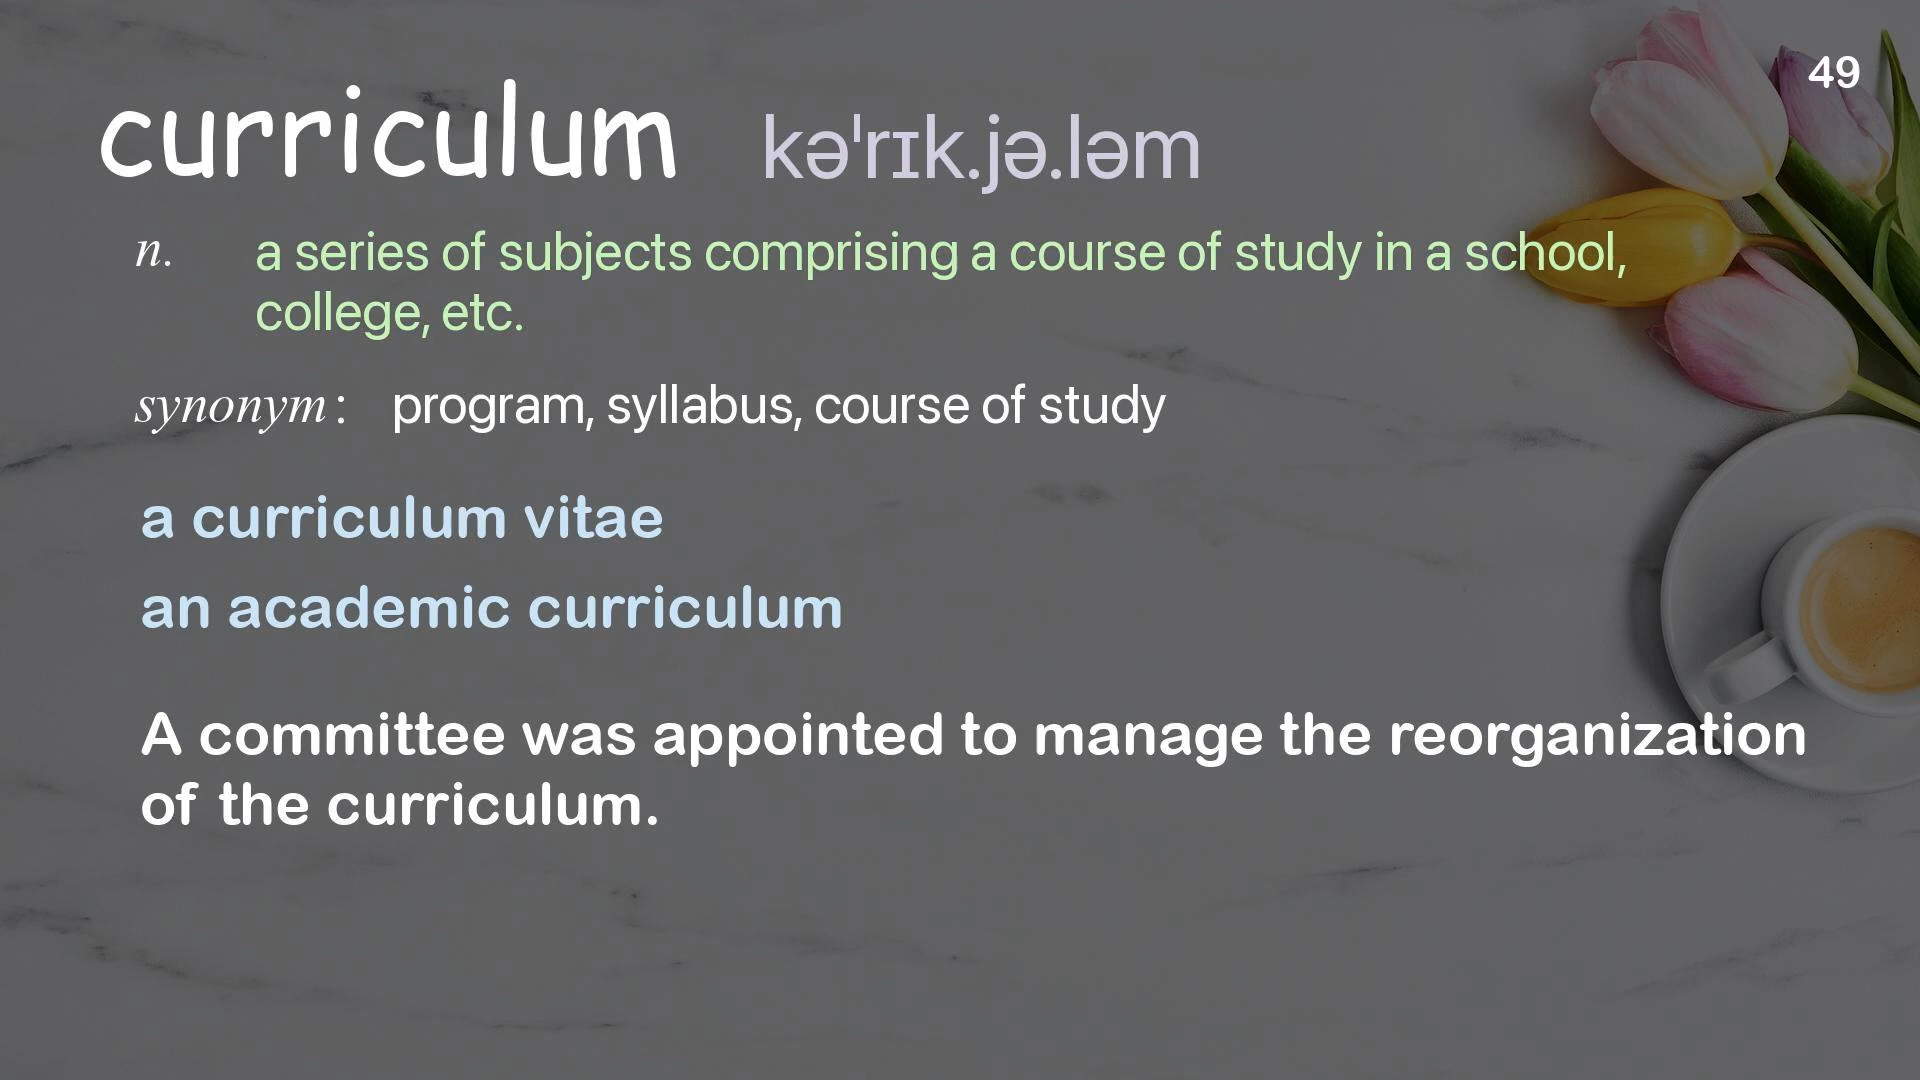 49
curriculum kəˈrɪk.jə.ləm
n. a series of subjects comprising a course of study in a school,
college, etc.
synonym: program, syllabus, course of study
a curriculum vitae
an academic curriculum
A committee was appointed to manage the reorganization
of the curriculum.